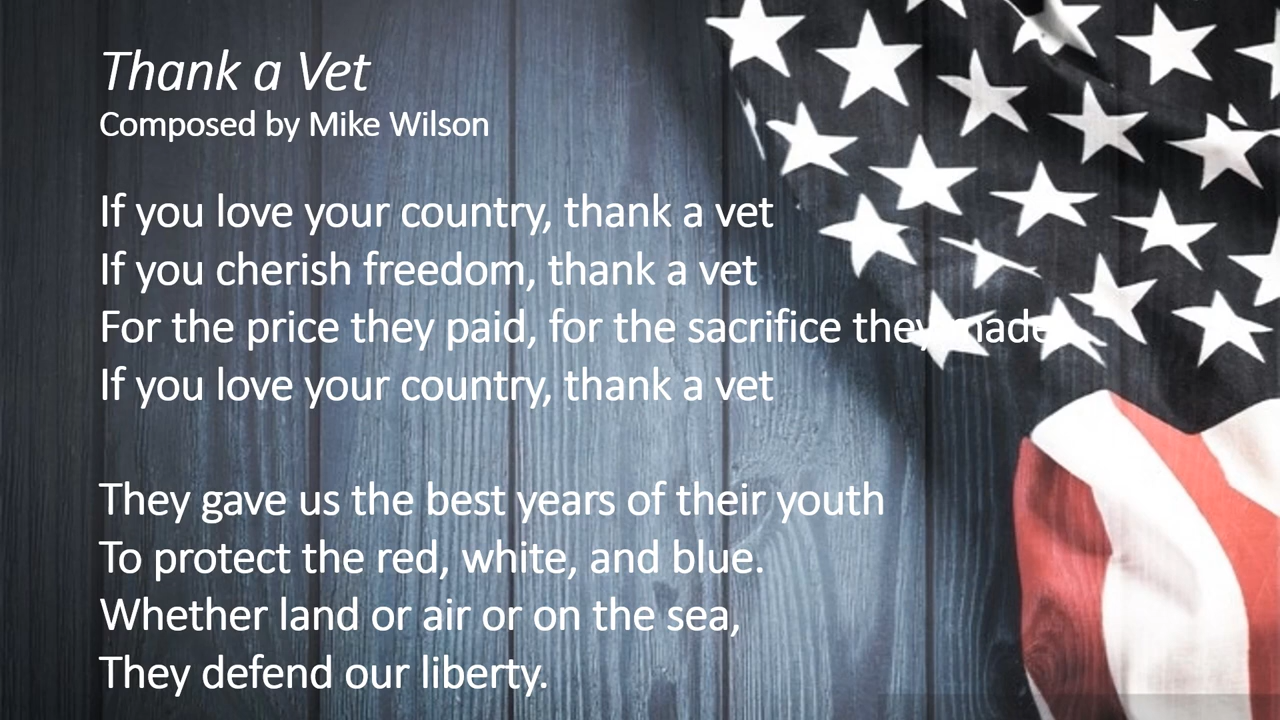 Thank a Vet
Composed by Mike Wilson
If you love your country, thank a vet
If you cherish freedom, thank a vet
For the price they paid, for the sacrifice they made
If you love your country, thank a vet
They gave us the best years of their youth
To protect the red, white, and blue.
Whether land or air or on the sea,
They defend our liberty.